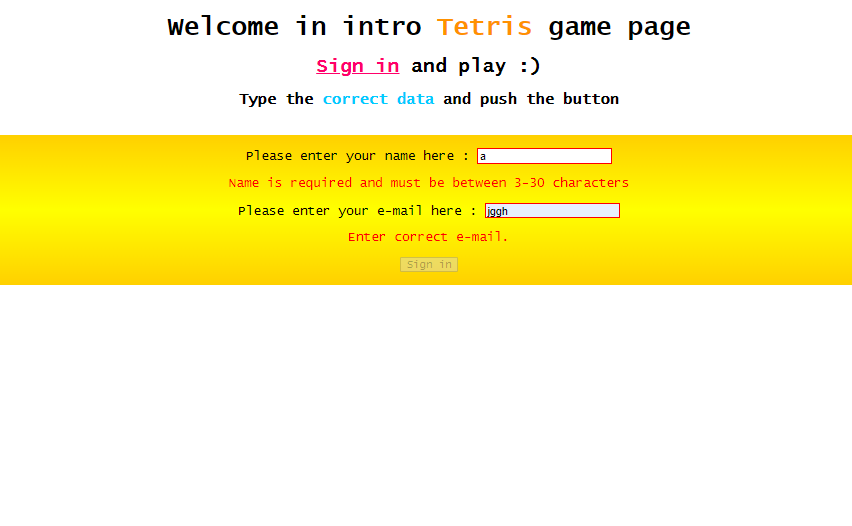 Welcome in intro Tetris game page
Sign in and play :)
Type the correct data and push the button
Please enter your name here : a
Name is required and must be between 3-30 characters
Please enter your e-mail here : jggh
Enter correct e-mail.
Sign in